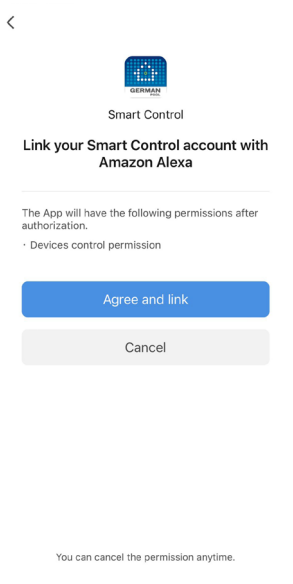 GERMAN
POOL
Smart Control
Link your Smart Control account with
Amazon Alexa
The App will have the following permissions after
authorization.
· Devices control permission
Agree and link
Cancel
You can cancel the permission anytime.